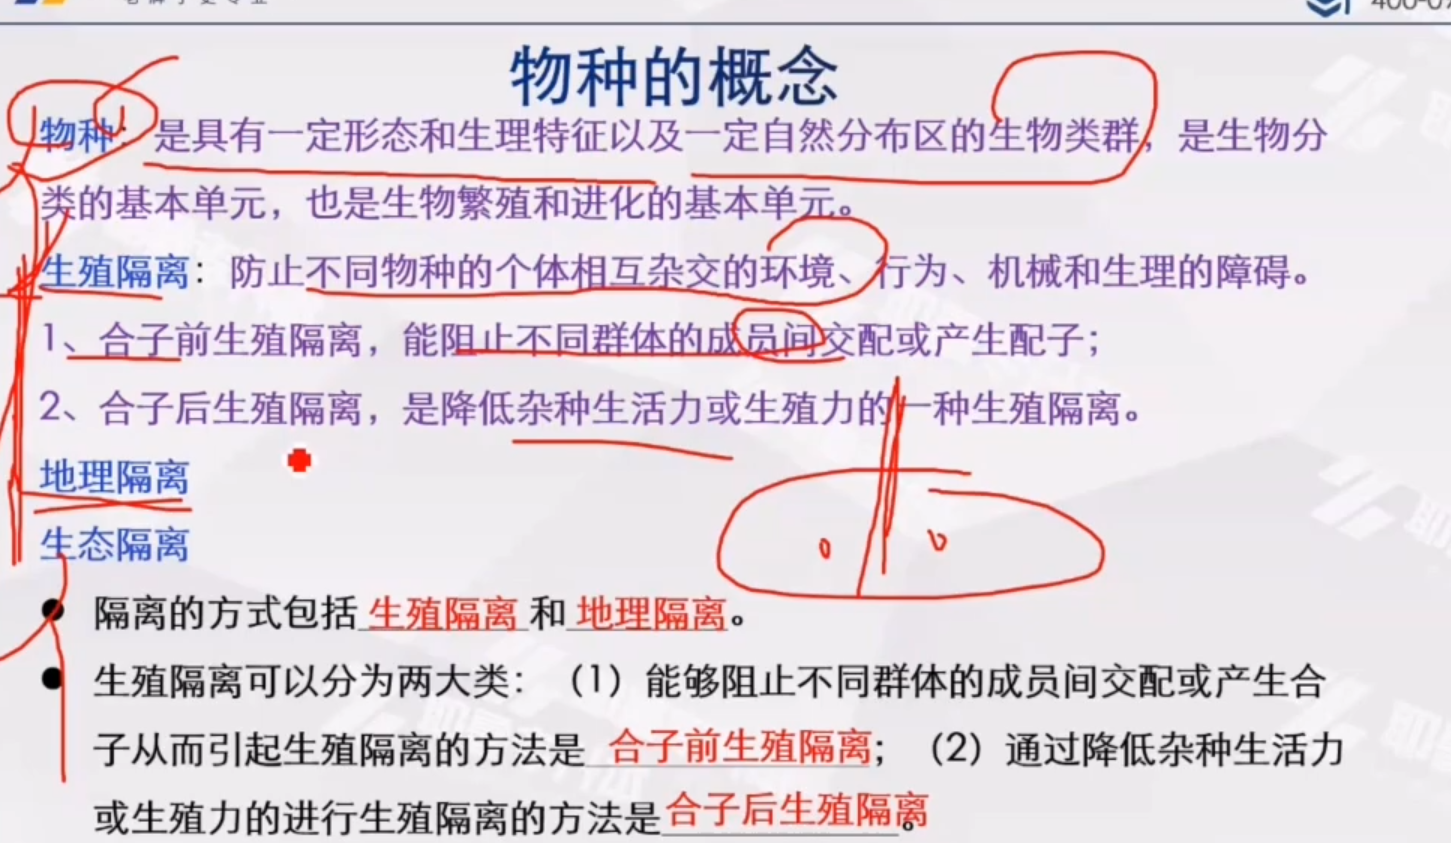 物种的概念
物种：是具有一定形态和生理特征以及一定自然分布区的生物类群，是生物分
类的基本单元，也是生物繁殖和进化的基本单元。
生殖隔离：防止不同物种的个体相互杂交的环境、行为、机械和生理的障碍。
1、合子前生殖隔离，能阻止不同群体的成员间交配或产生配子；
2、合子后生殖隔离，是降低杂种生活力或生殖力的一种生殖隔离。
地理隔离
生态隔离
隔离的方式包括 生殖隔离 和 地理隔离 。
生殖隔离可以分为两大类：（1）能够阻止不同群体的成员间交配或产生合
子从而引起生殖隔离的方法是 合子前生殖隔离；（2）通过降低杂种生活力
或生殖力的进行生殖隔离的方法是合子后生殖隔离。